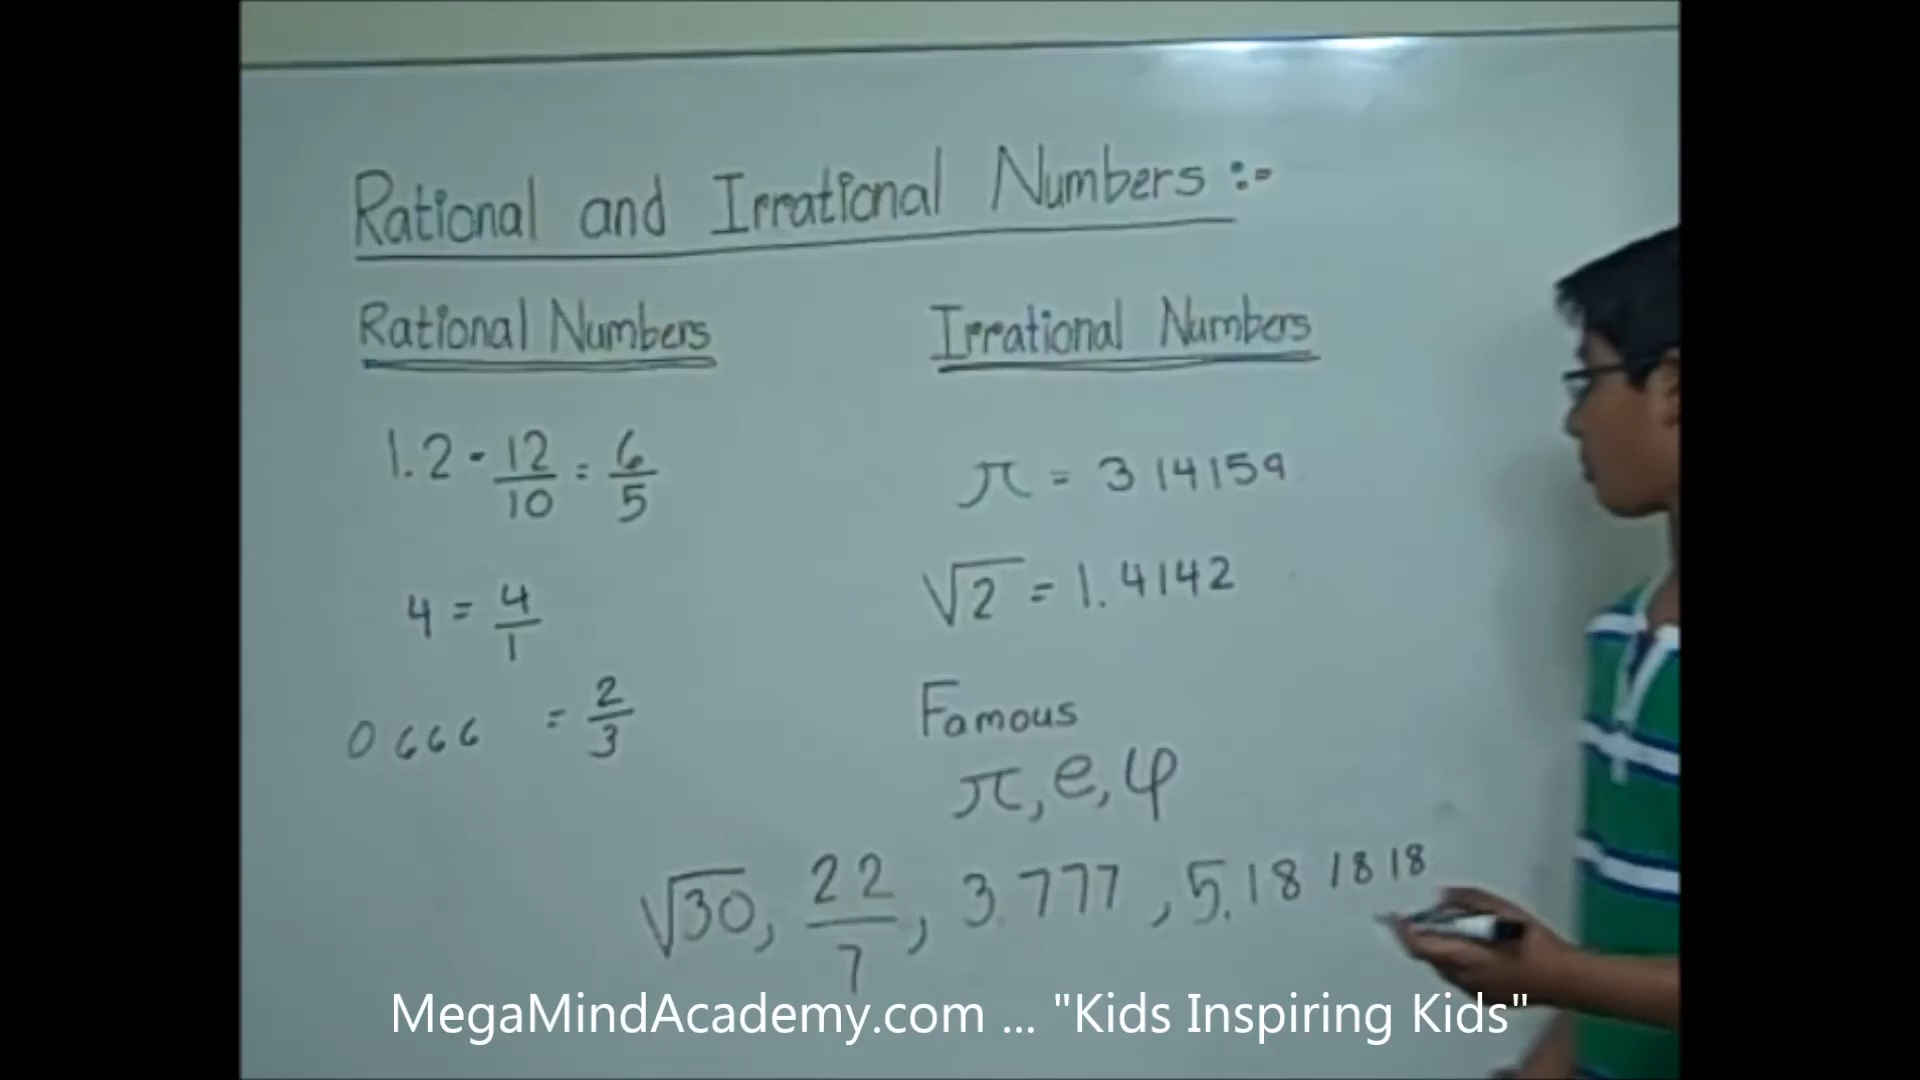 Rational and Irrational Numbers :-
Rational Numbers
1.2 = 12/10 = 6/5
4 = 4/1
0 666 = 2/3
Irrational Numbers
π = 3 14159
√2 = 1.4142
Famous
π, e, φ
√30, 22/7, 3.777, 5.18 18 18
MegaMindAcademy.com ... "Kids Inspiring Kids"